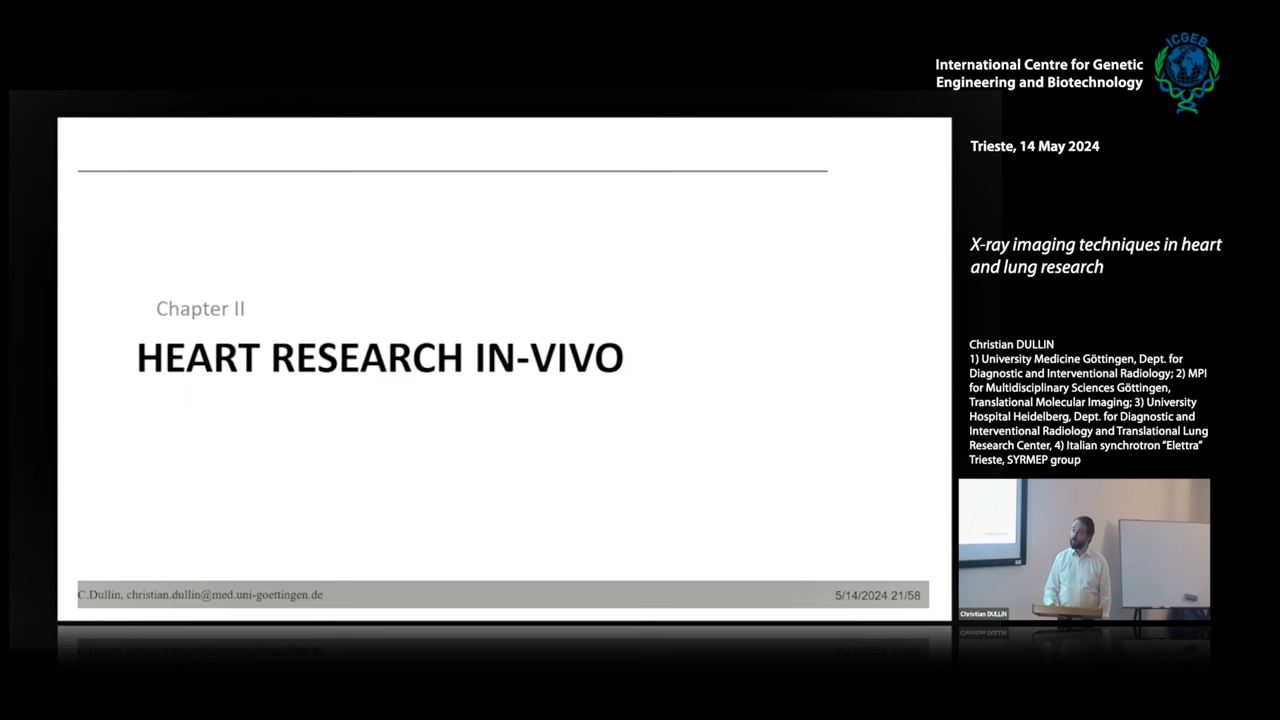 International Centre for Genetic
Engineering and Biotechnology
ICGEB
Trieste, 14 May 2024
X-ray imaging techniques in heart
and lung research
Chapter II
HEART RESEARCH IN-VIVO
C.Dullin, christian.dullin@med.uni-goettingen.de
5/14/2024 21/58
Christian DULLIN
1) University Medicine Göttingen, Dept. for
Diagnostic and Interventional Radiology; 2) MPI
for Multidisciplinary Sciences Göttingen,
Translational Molecular Imaging; 3) University
Hospital Heidelberg, Dept. for Diagnostic and
Interventional Radiology and Translational Lung
Research Center, 4) Italian synchrotron "Elettra"
Trieste, SYRMEP group
Christian DULLIN